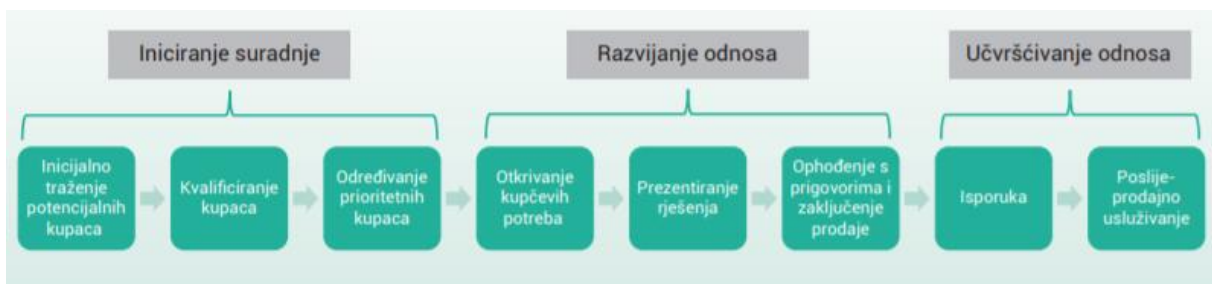 Iniciranje suradnje
Razvijanje odnosa
Učvršćivanje odnosa
Inicijalno
traženje
potencijalnih
kupaca
Kvalificiranje
kupaca
Određivanje
prioritetnih
kupaca
Otkrivanje
kupčevih
potreba
Prezentiranje
rješenja
Ophođenje s
prigovorima i
zaključenje
prodaje
Isporuka
Poslije-
prodajno
usluživanje